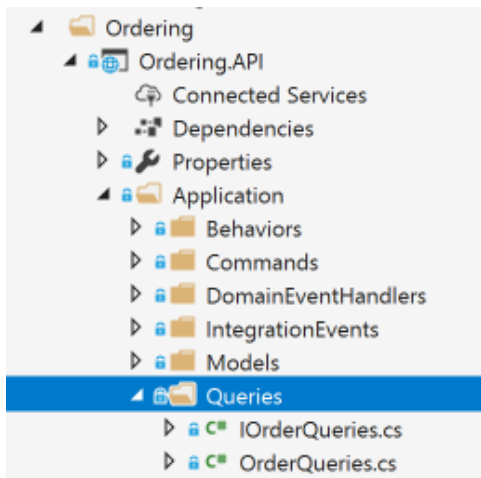 Ordering
Ordering.API
Connected Services
Dependencies
Properties
Application
Behaviors
Commands
DomainEventHandlers
IntegrationEvents
Models
Queries
C# IOrderQueries.cs
C# OrderQueries.cs